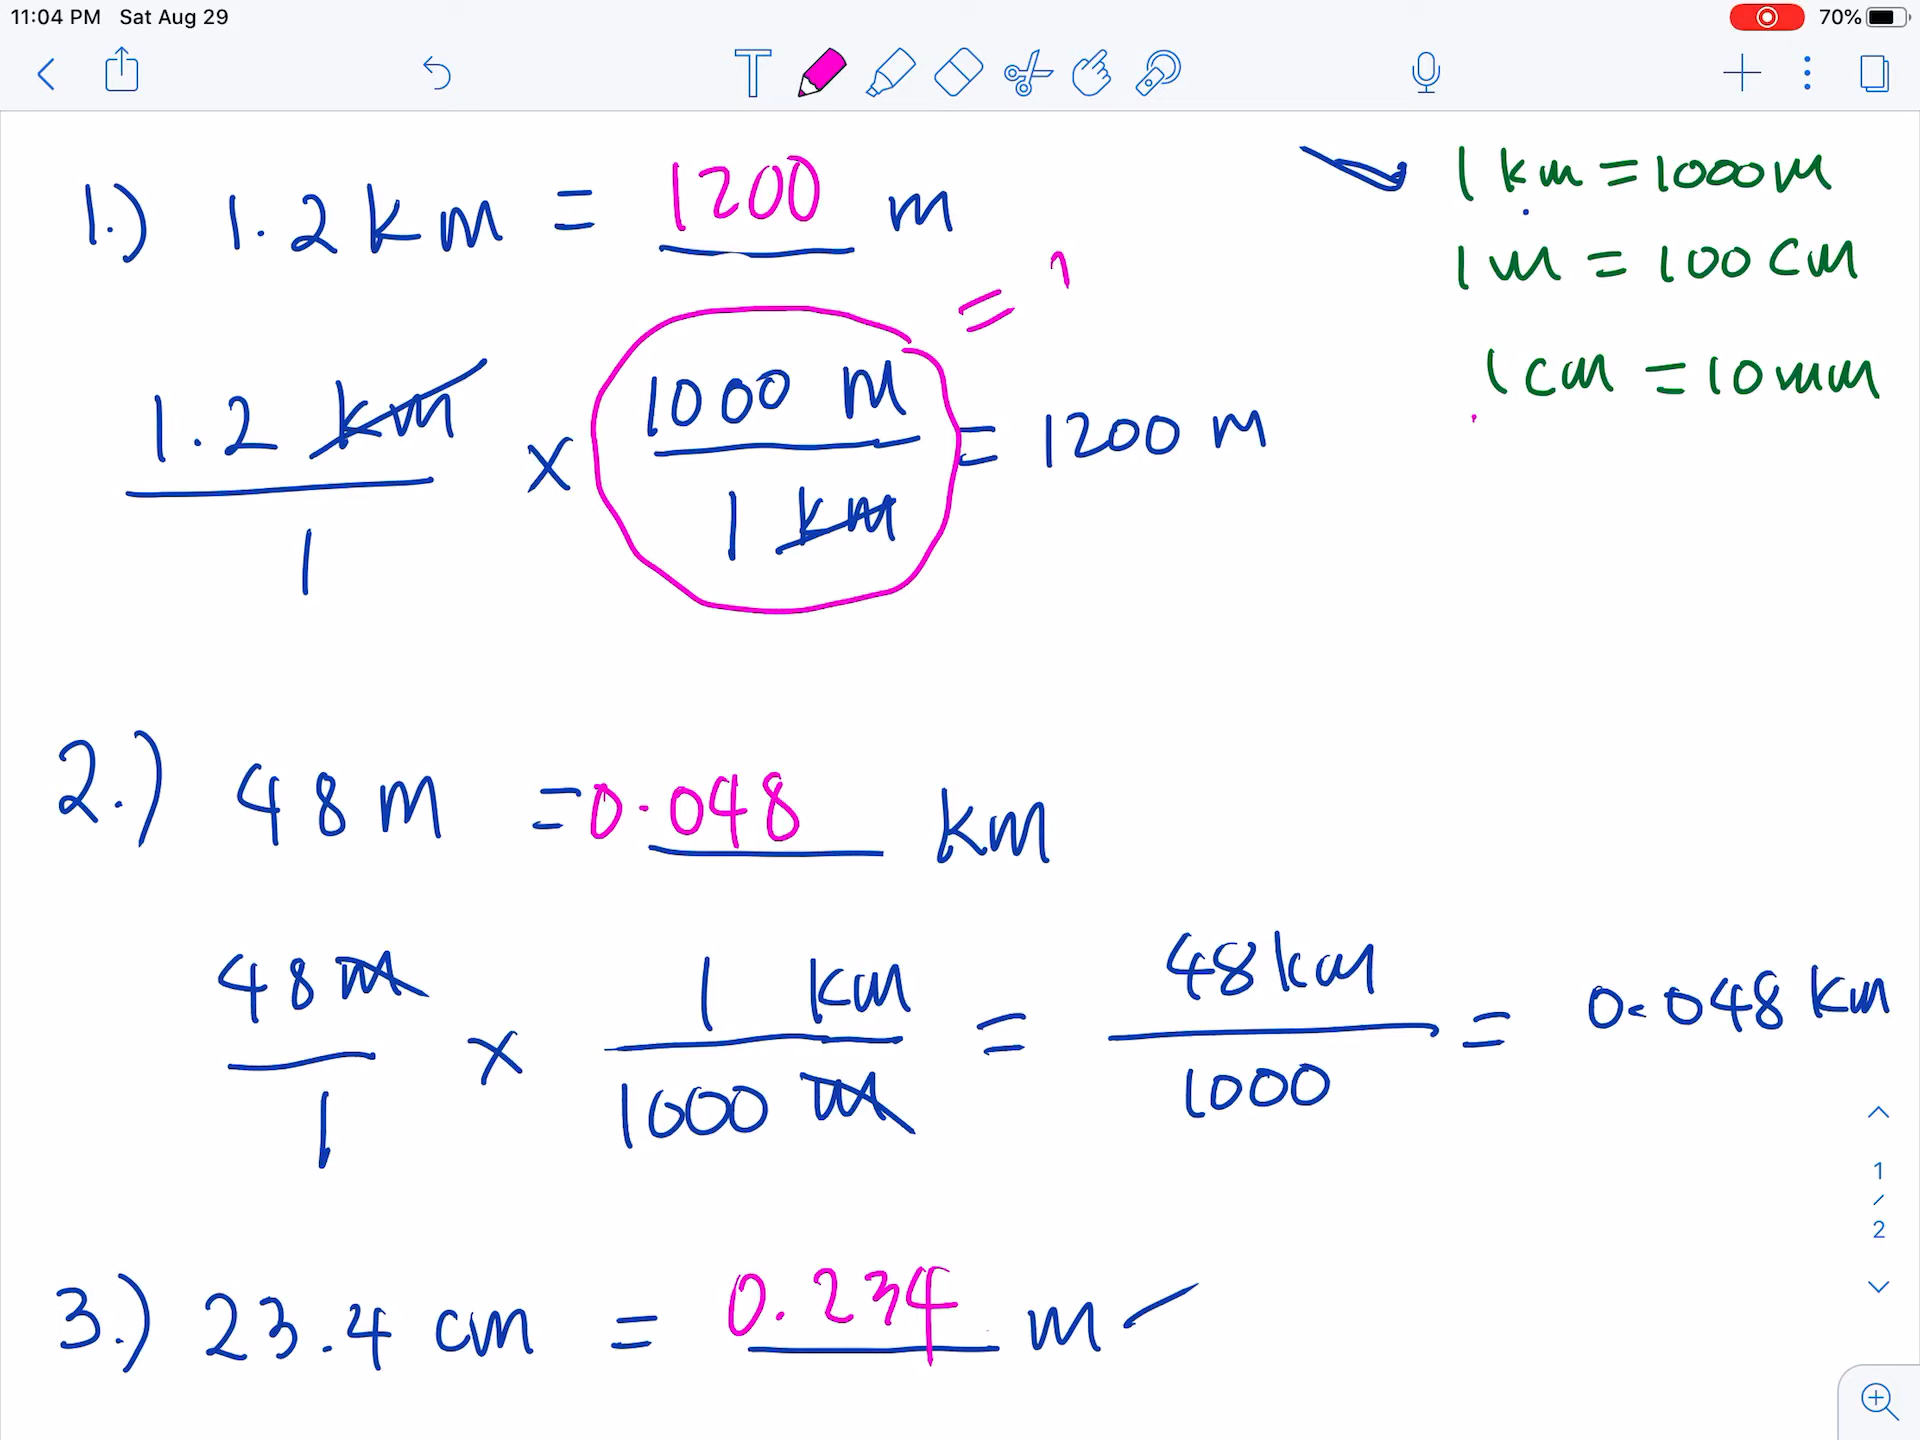 11:04 PM Sat Aug 29
70%
T
1.) 1.2 km = 1200 m
1 km = 1000 m
1 m = 100 cm
1 cm = 10 mm
= 1
1.2 km / 1 × 1000 m / 1 km = 1200 m
2.) 48 m = 0.048 km
48 m / 1 × 1 km / 1000 m = 48 km / 1000 = 0.048 km
3.) 23.4 cm = 0.234 m
1 / 2